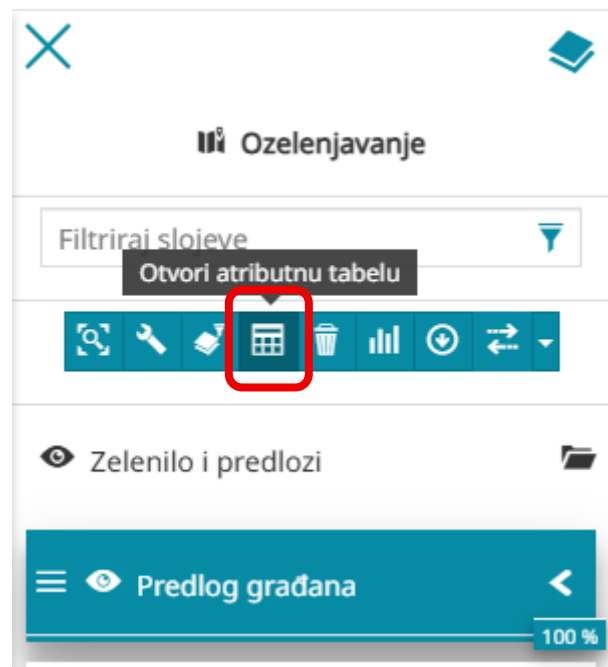 Ozelenjavanje
Filtriraj slojeve
Otvori atributnu tabelu
Zelenilo i predlozi
Predlog građana
100 %